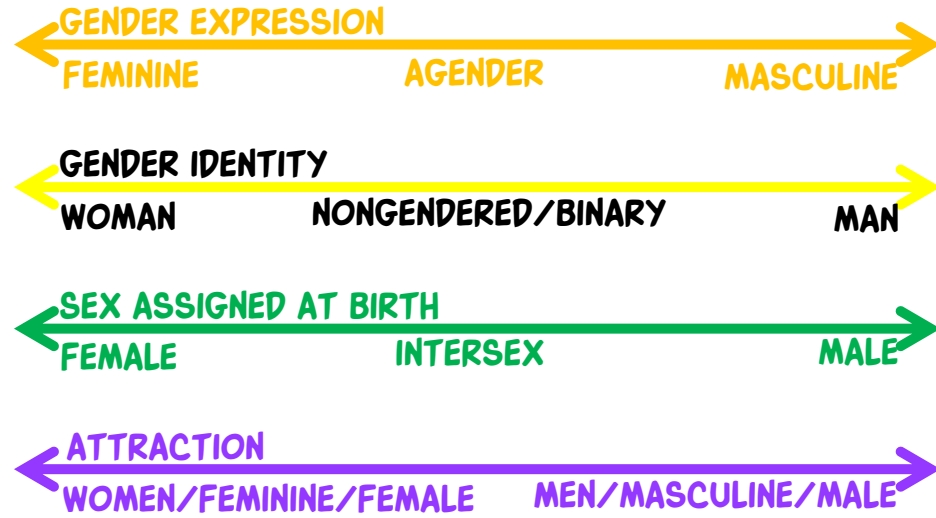 GENDER EXPRESSION
FEMININE AGENDER MASCULINE
GENDER IDENTITY
WOMAN NONGENDERED/BINARY MAN
SEX ASSIGNED AT BIRTH
FEMALE INTERSEX MALE
ATTRACTION
WOMEN/FEMININE/FEMALE MEN/MASCULINE/MALE